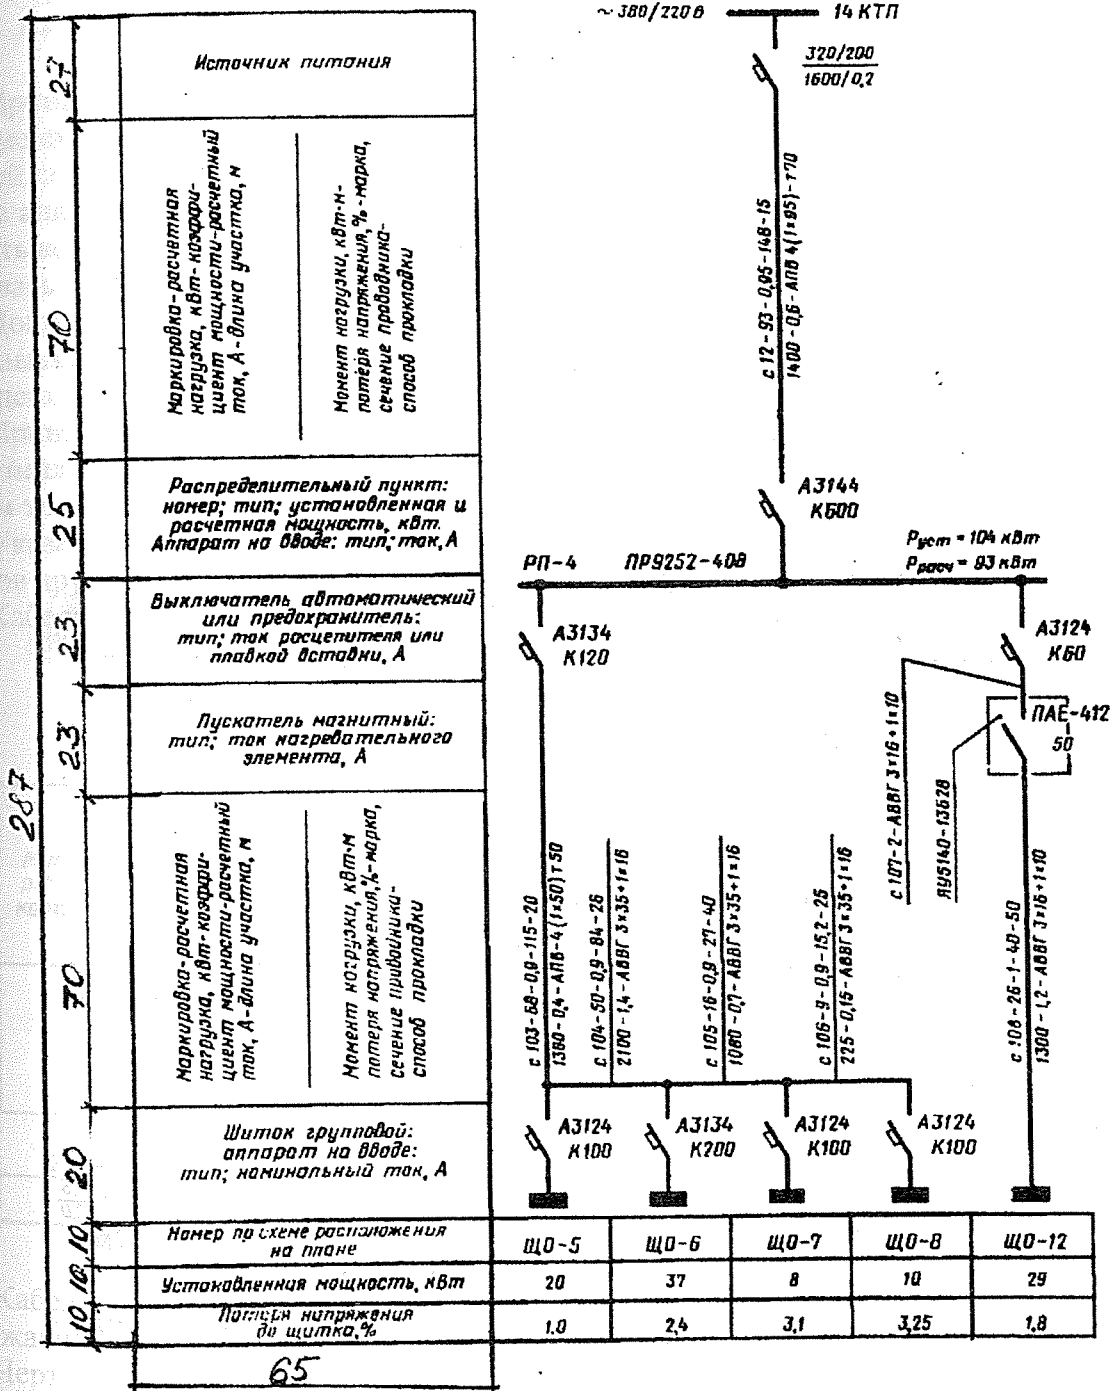 ~380/220 в
14 КТП
320/200
1600/0,2
Источник питания
27
Маркировка-расчетная
нагрузка, кВт-коэффи-
циент мощности-расчетный
ток, А-длина участка, м
Момент нагрузки, кВт-м-
потеря напряжения, %-марка,
сечение проводника-
способ прокладки
70
с 12-93-0,95-148-15
1400-0,6-АПВ 4(1×95)-т70
Распределительный пункт:
номер; тип; установленная и
расчетная мощность, кВт.
Аппарат на вводе: тип; ток, А
25
А3144
К600
РП-4
ПР9252-408
Руст = 104 кВт
Ррасч = 93 кВт
Выключатель автоматический
или предохранитель:
тип; ток расцепителя или
плавкой вставки, А
23
А3134
К120
А3124
К60
Пускатель магнитный:
тип; ток нагревательного
элемента, А
23
ПАЕ-412
50
287
с 107-2-АВВГ 3×16+1×10
ЯУ5140-13Б2В
Маркировка-расчетная
нагрузка, кВт-коэффи-
циент мощности-расчетный
ток, А-длина участка, м
Момент нагрузки, кВт-м
потеря напряжения, %-марка,
сечение проводника-
способ прокладки
70
с 103-68-0,9-115-20
1360-0,4-АПВ-4(1×50) т 50
с 104-50-0,9-84-26
2100-1,4-АВВГ 3×35+1×16
с 105-16-0,9-27-40
1080-0,7-АВВГ 3×35+1×16
с 106-9-0,9-15,2-25
225-0,15-АВВГ 3×35+1×16
с 108-26-1-40-50
1300-1,2-АВВГ 3×16+1×10
Щиток групповой:
аппарат на вводе:
тип; номинальный ток, А
20
А3124
К100
А3134
К200
А3124
К100
А3124
К100
Номер по схеме расположения
на плане
10
ЩО-5
ЩО-6
ЩО-7
ЩО-8
ЩО-12
Установленная мощность, кВт
10
20
37
8
10
29
Потеря напряжения
до щитка, %
10
1,0
2,4
3,1
3,25
1,8
65